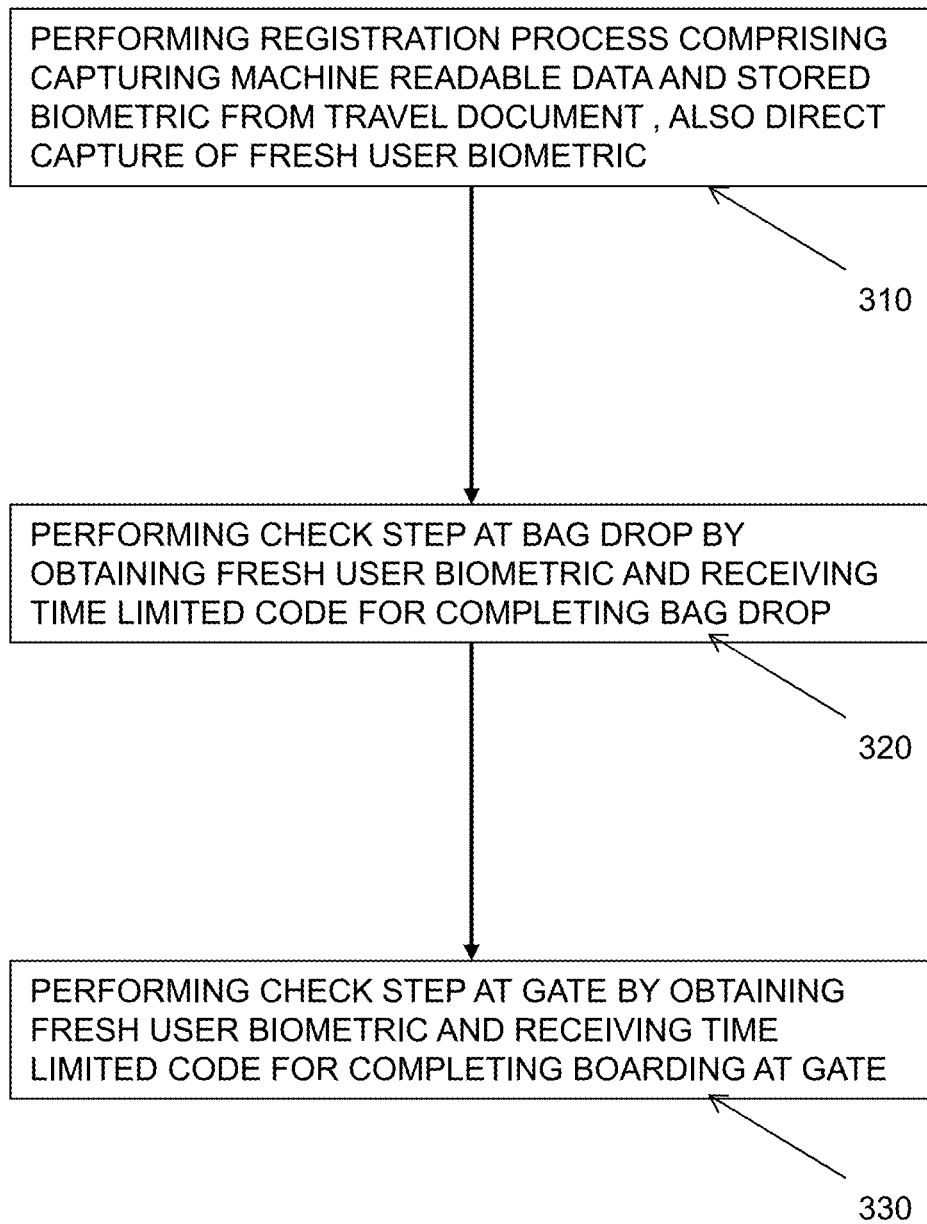 PERFORMING REGISTRATION PROCESS COMPRISING
CAPTURING MACHINE READABLE DATA AND STORED
BIOMETRIC FROM TRAVEL DOCUMENT , ALSO DIRECT
CAPTURE OF FRESH USER BIOMETRIC
310
PERFORMING CHECK STEP AT BAG DROP BY
OBTAINING FRESH USER BIOMETRIC AND RECEIVING
TIME LIMITED CODE FOR COMPLETING BAG DROP
320
PERFORMING CHECK STEP AT GATE BY OBTAINING
FRESH USER BIOMETRIC AND RECEIVING TIME
LIMITED CODE FOR COMPLETING BOARDING AT GATE
330